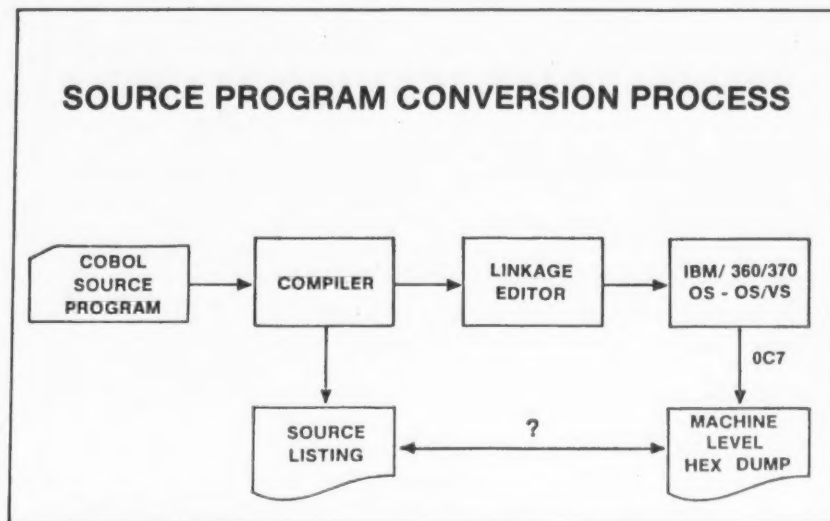 SOURCE PROGRAM CONVERSION PROCESS
COBOL
SOURCE
PROGRAM
COMPILER
LINKAGE
EDITOR
IBM/ 360/370
OS - OS/VS
0C7
SOURCE
LISTING
?
MACHINE
LEVEL
HEX DUMP